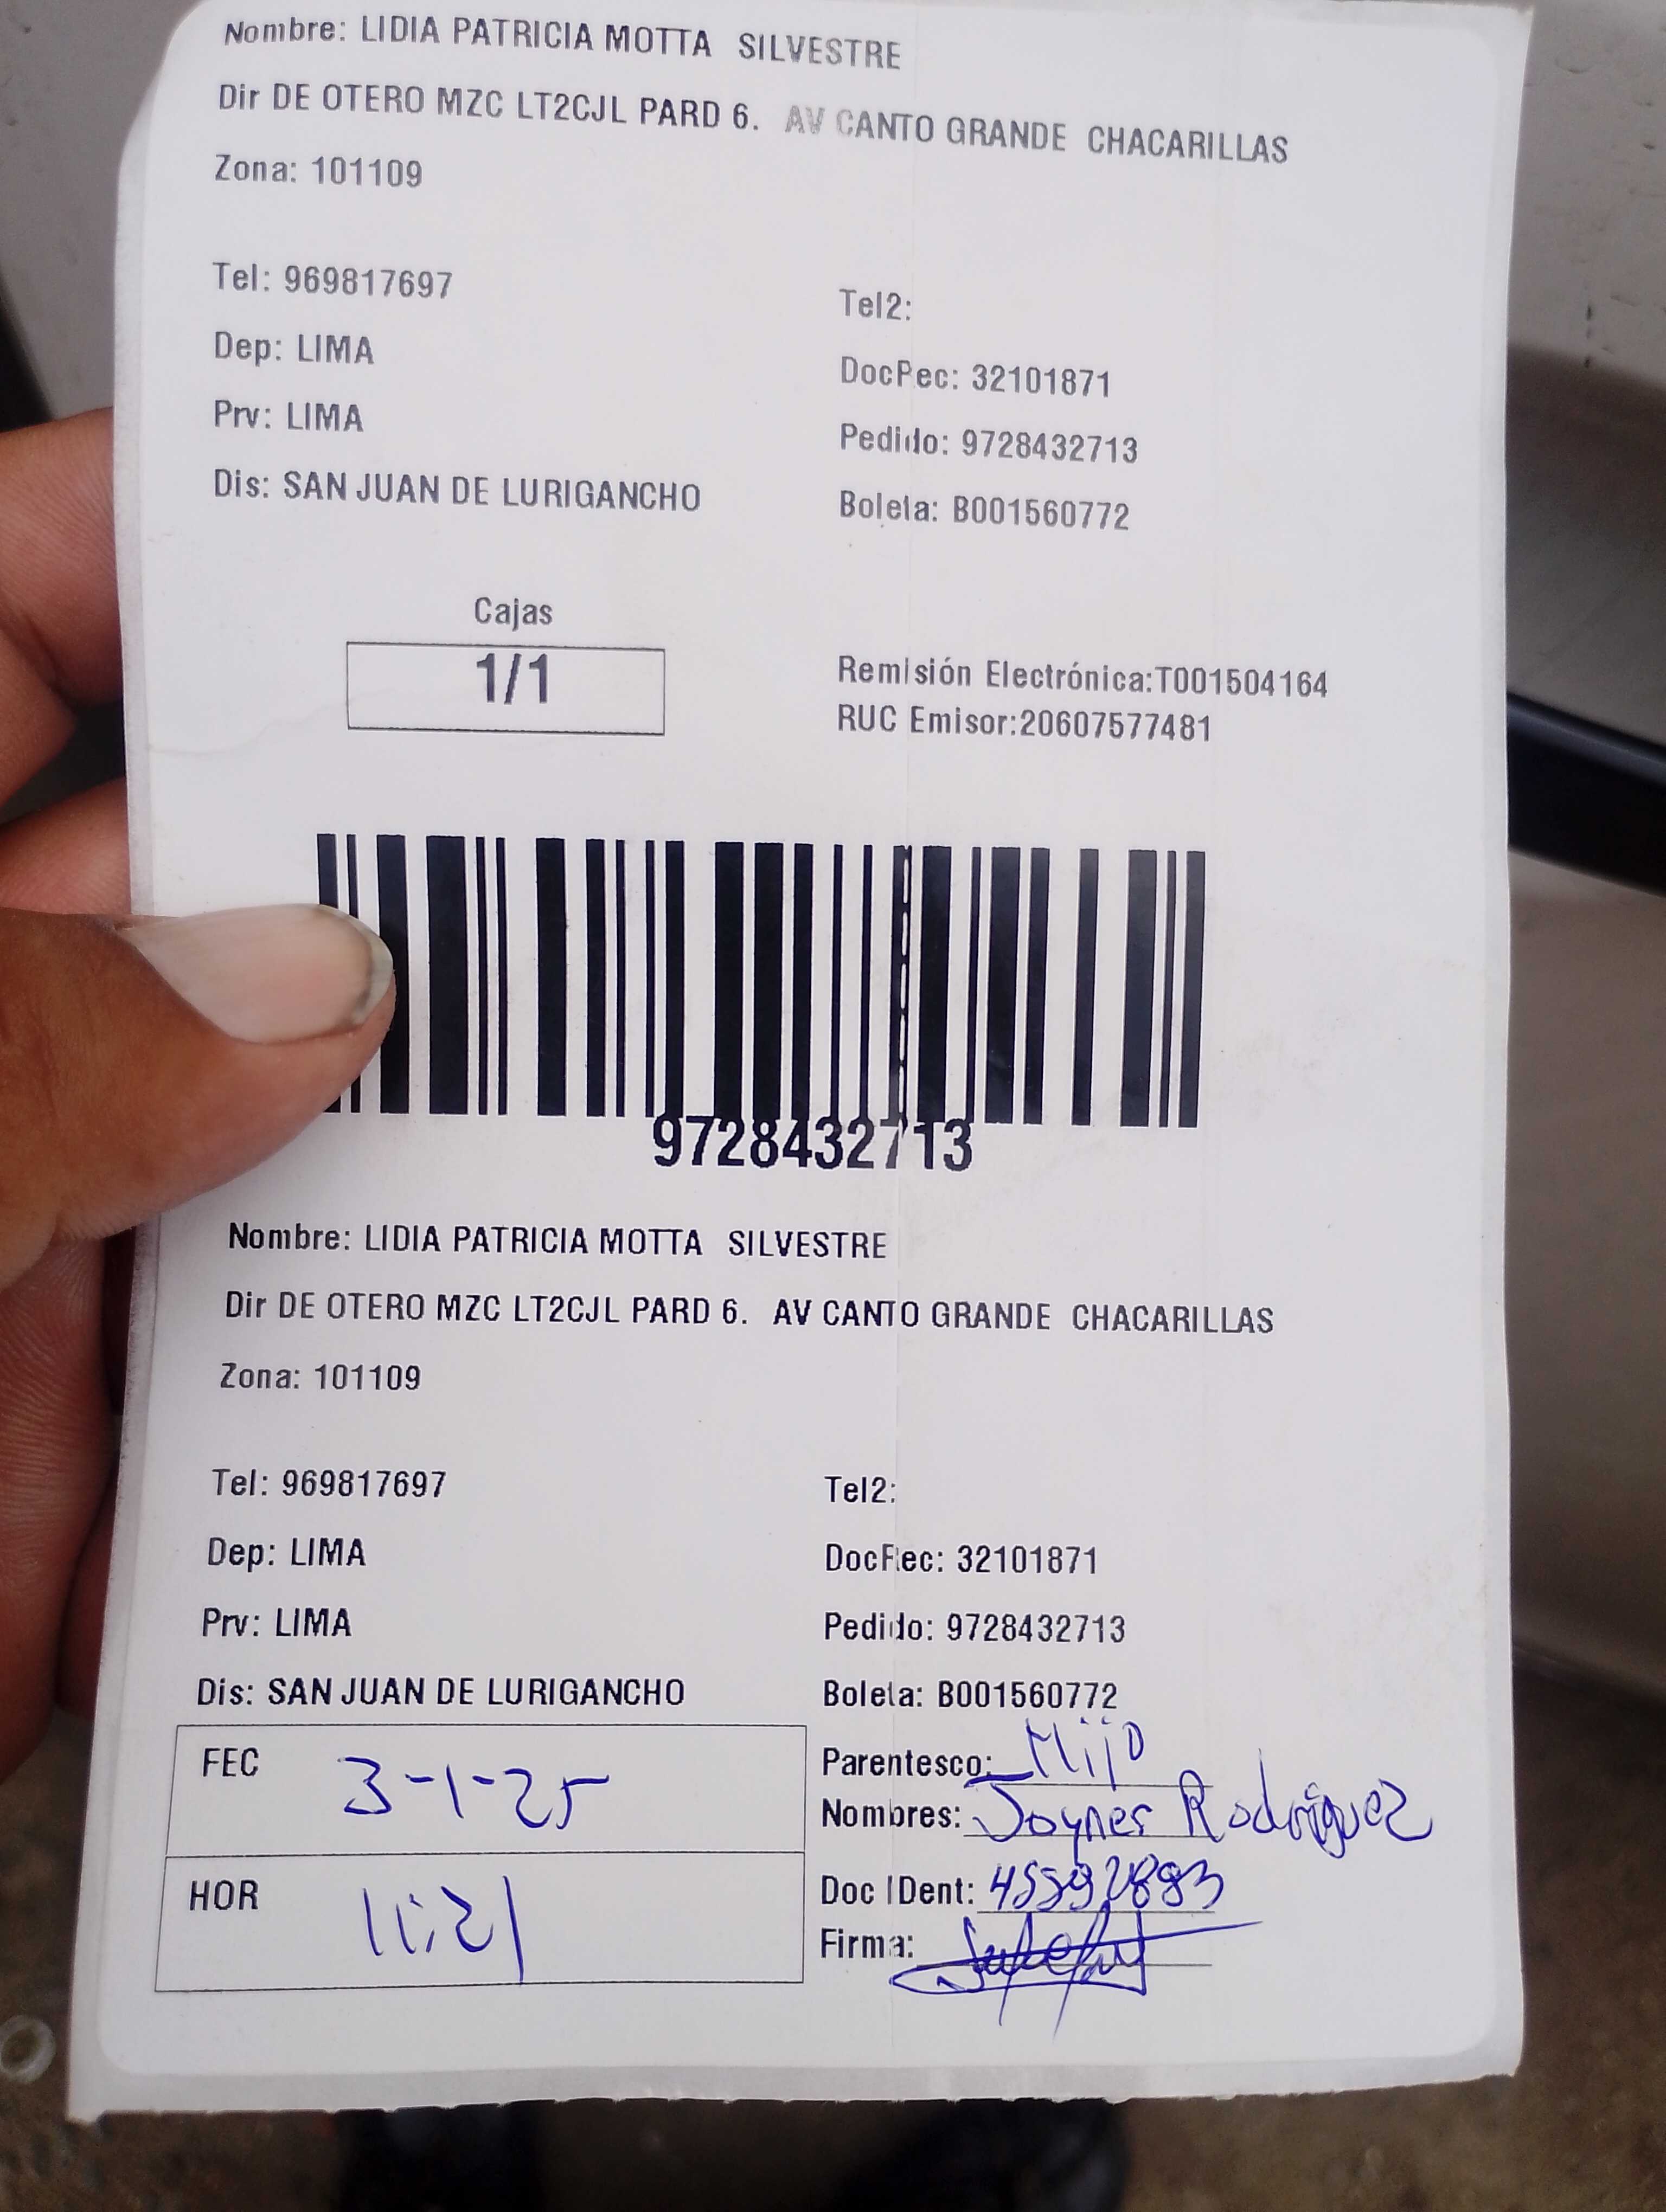 Nombre: LIDIA PATRICIA MOTTA SILVESTRE
Dir DE OTERO MZC LT2CJL PARD 6. AV CANTO GRANDE CHACARILLAS
Zona: 101109
Tel: 969817697
Tel2:
Dep: LIMA
DocRec: 32101871
Prv: LIMA
Pedido: 9728432713
Dis: SAN JUAN DE LURIGANCHO
Boleta: B001560772
Cajas
1/1
Remisión Electrónica:T001504164
RUC Emisor:20607577481
9728432713
Nombre: LIDIA PATRICIA MOTTA SILVESTRE
Dir DE OTERO MZC LT2CJL PARD 6. AV CANTO GRANDE CHACARILLAS
Zona: 101109
Tel: 969817697
Tel2:
Dep: LIMA
DocRec: 32101871
Prv: LIMA
Pedido: 9728432713
Dis: SAN JUAN DE LURIGANCHO
Boleta: B001560772
FEC 3-1-25
Parentesco: Hijo
Nombres: Joyner Rodriguez
HOR 11:21
Doc IDent:
Firma: